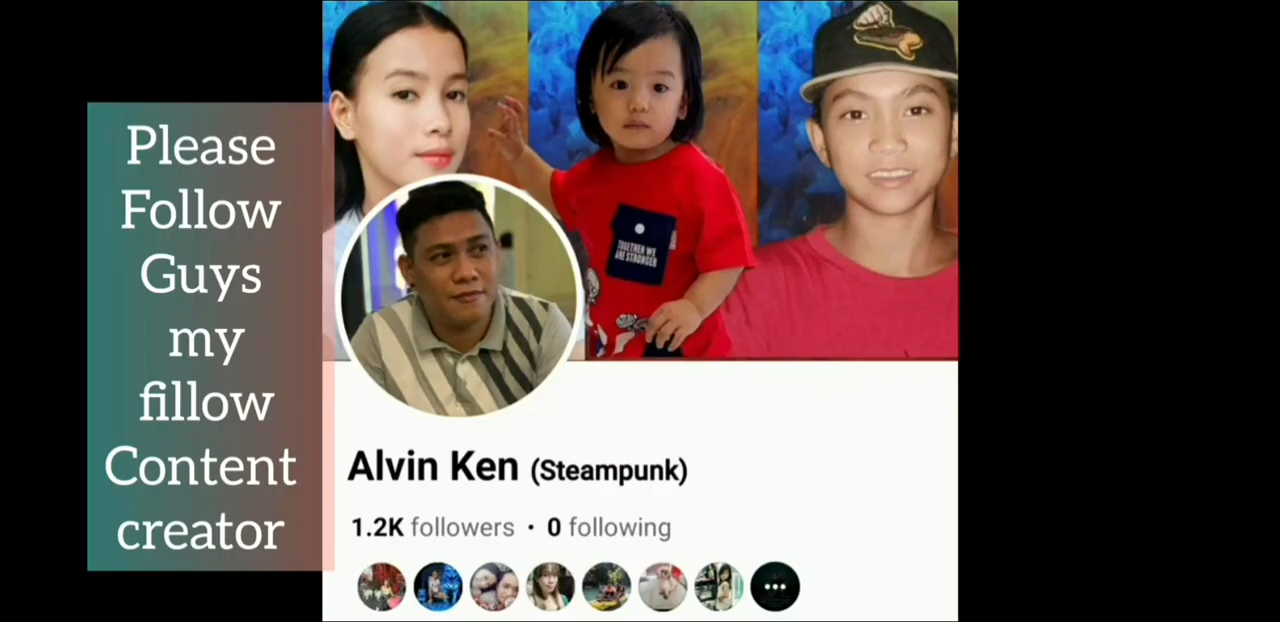 Please
Follow
Guys
my
fillow
Content
creator
TOGETHER WE
ARE STRONGER
Alvin Ken (Steampunk)
1.2K followers · 0 following